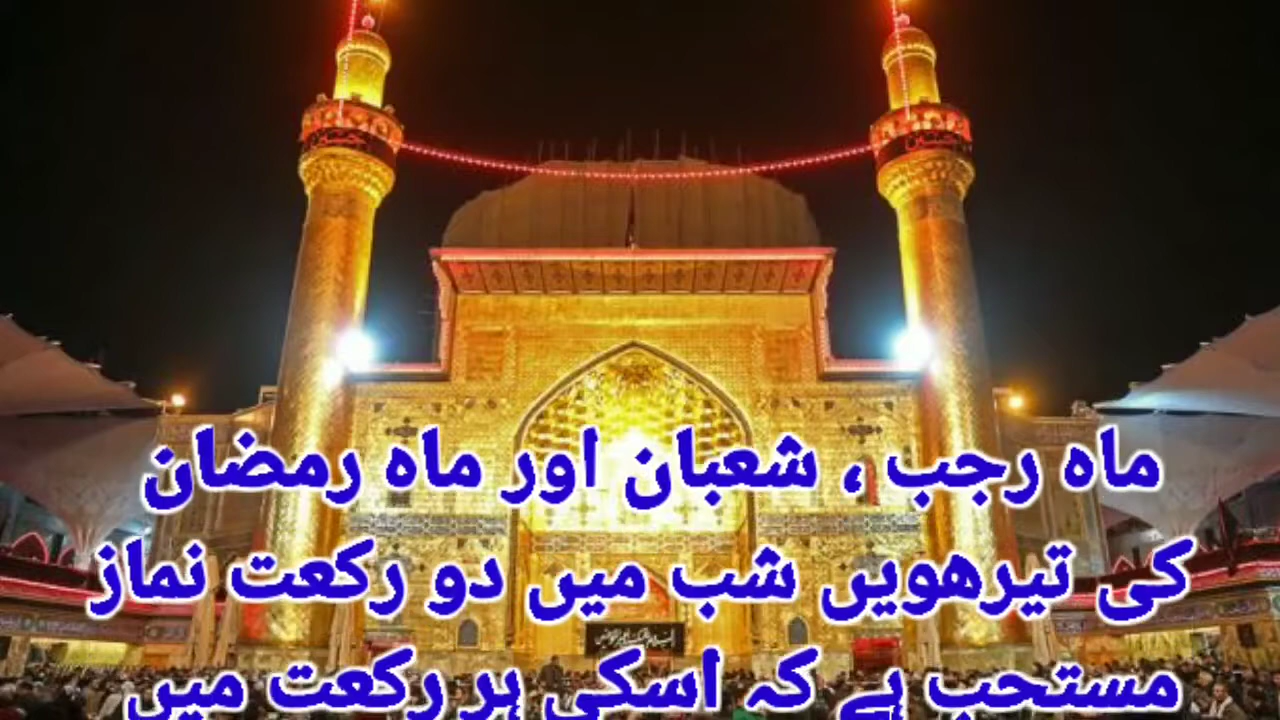 ماہ رجب ، شعبان اور ماہ رمضان
کی تیرھویں شب میں دو رکعت نماز
مستحب ہے کہ اسکی ہر رکعت میں